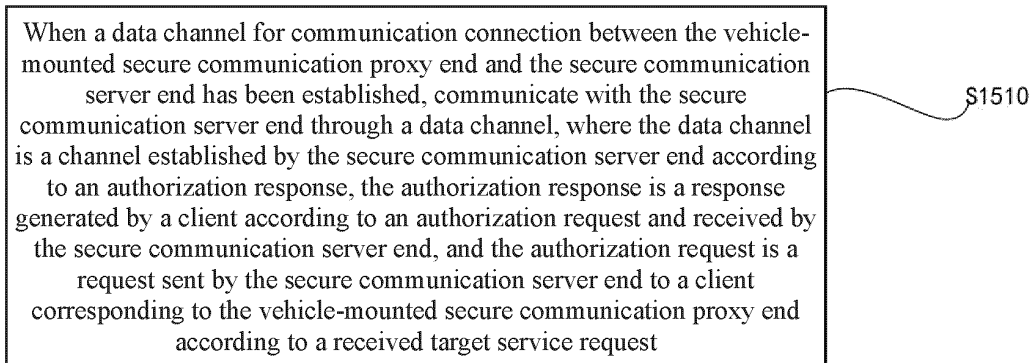 When a data channel for communication connection between the vehicle-
mounted secure communication proxy end and the secure communication
server end has been established, communicate with the secure
communication server end through a data channel, where the data channel
is a channel established by the secure communication server end according
to an authorization response, the authorization response is a response
generated by a client according to an authorization request and received by
the secure communication server end, and the authorization request is a
request sent by the secure communication server end to a client
corresponding to the vehicle-mounted secure communication proxy end
according to a received target service request
S1510